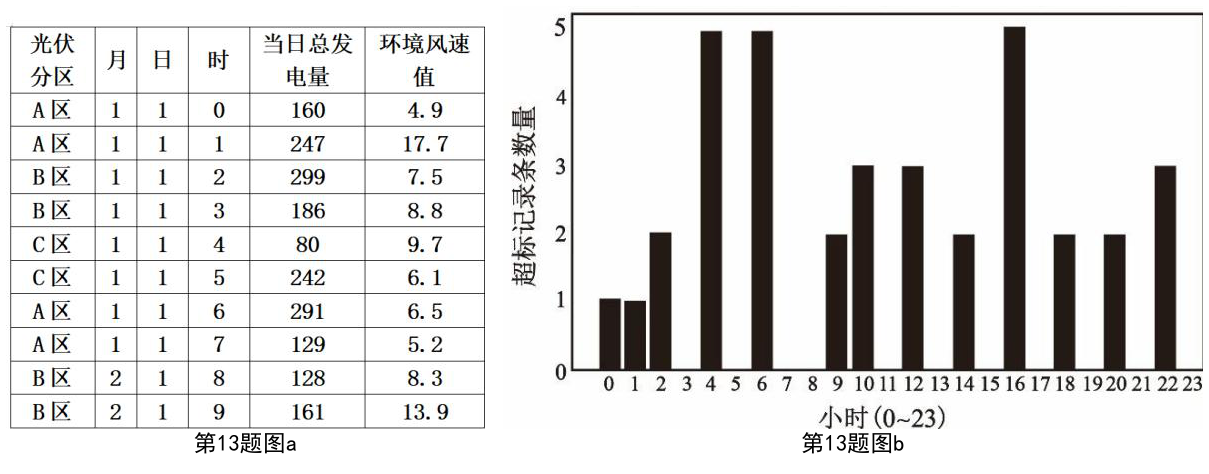 光伏分区 月 日 时 当日总发电量 环境风速值
A区 1 1 0 160 4.9
A区 1 1 1 247 17.7
B区 1 1 2 299 7.5
B区 1 1 3 186 8.8
C区 1 1 4 80 9.7
C区 1 1 5 242 6.1
A区 1 1 6 291 6.5
A区 1 1 7 129 5.2
B区 2 1 8 128 8.3
B区 2 1 9 161 13.9
第13题图a
超标记录条数量
5
4
3
2
1
0
0 1 2 3 4 5 6 7 8 9 10 11 12 13 14 15 16 17 18 19 20 21 22 23
小时(0~23)
第13题图b